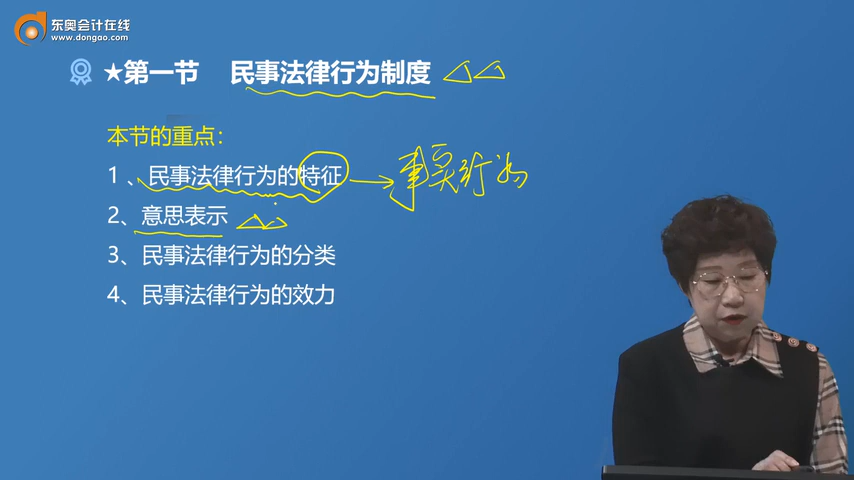 东奥会计在线
www.dongao.com
★第一节 民事法律行为制度
本节的重点：
1、民事法律行为的特征
事实行为
2、意思表示
3、民事法律行为的分类
4、民事法律行为的效力